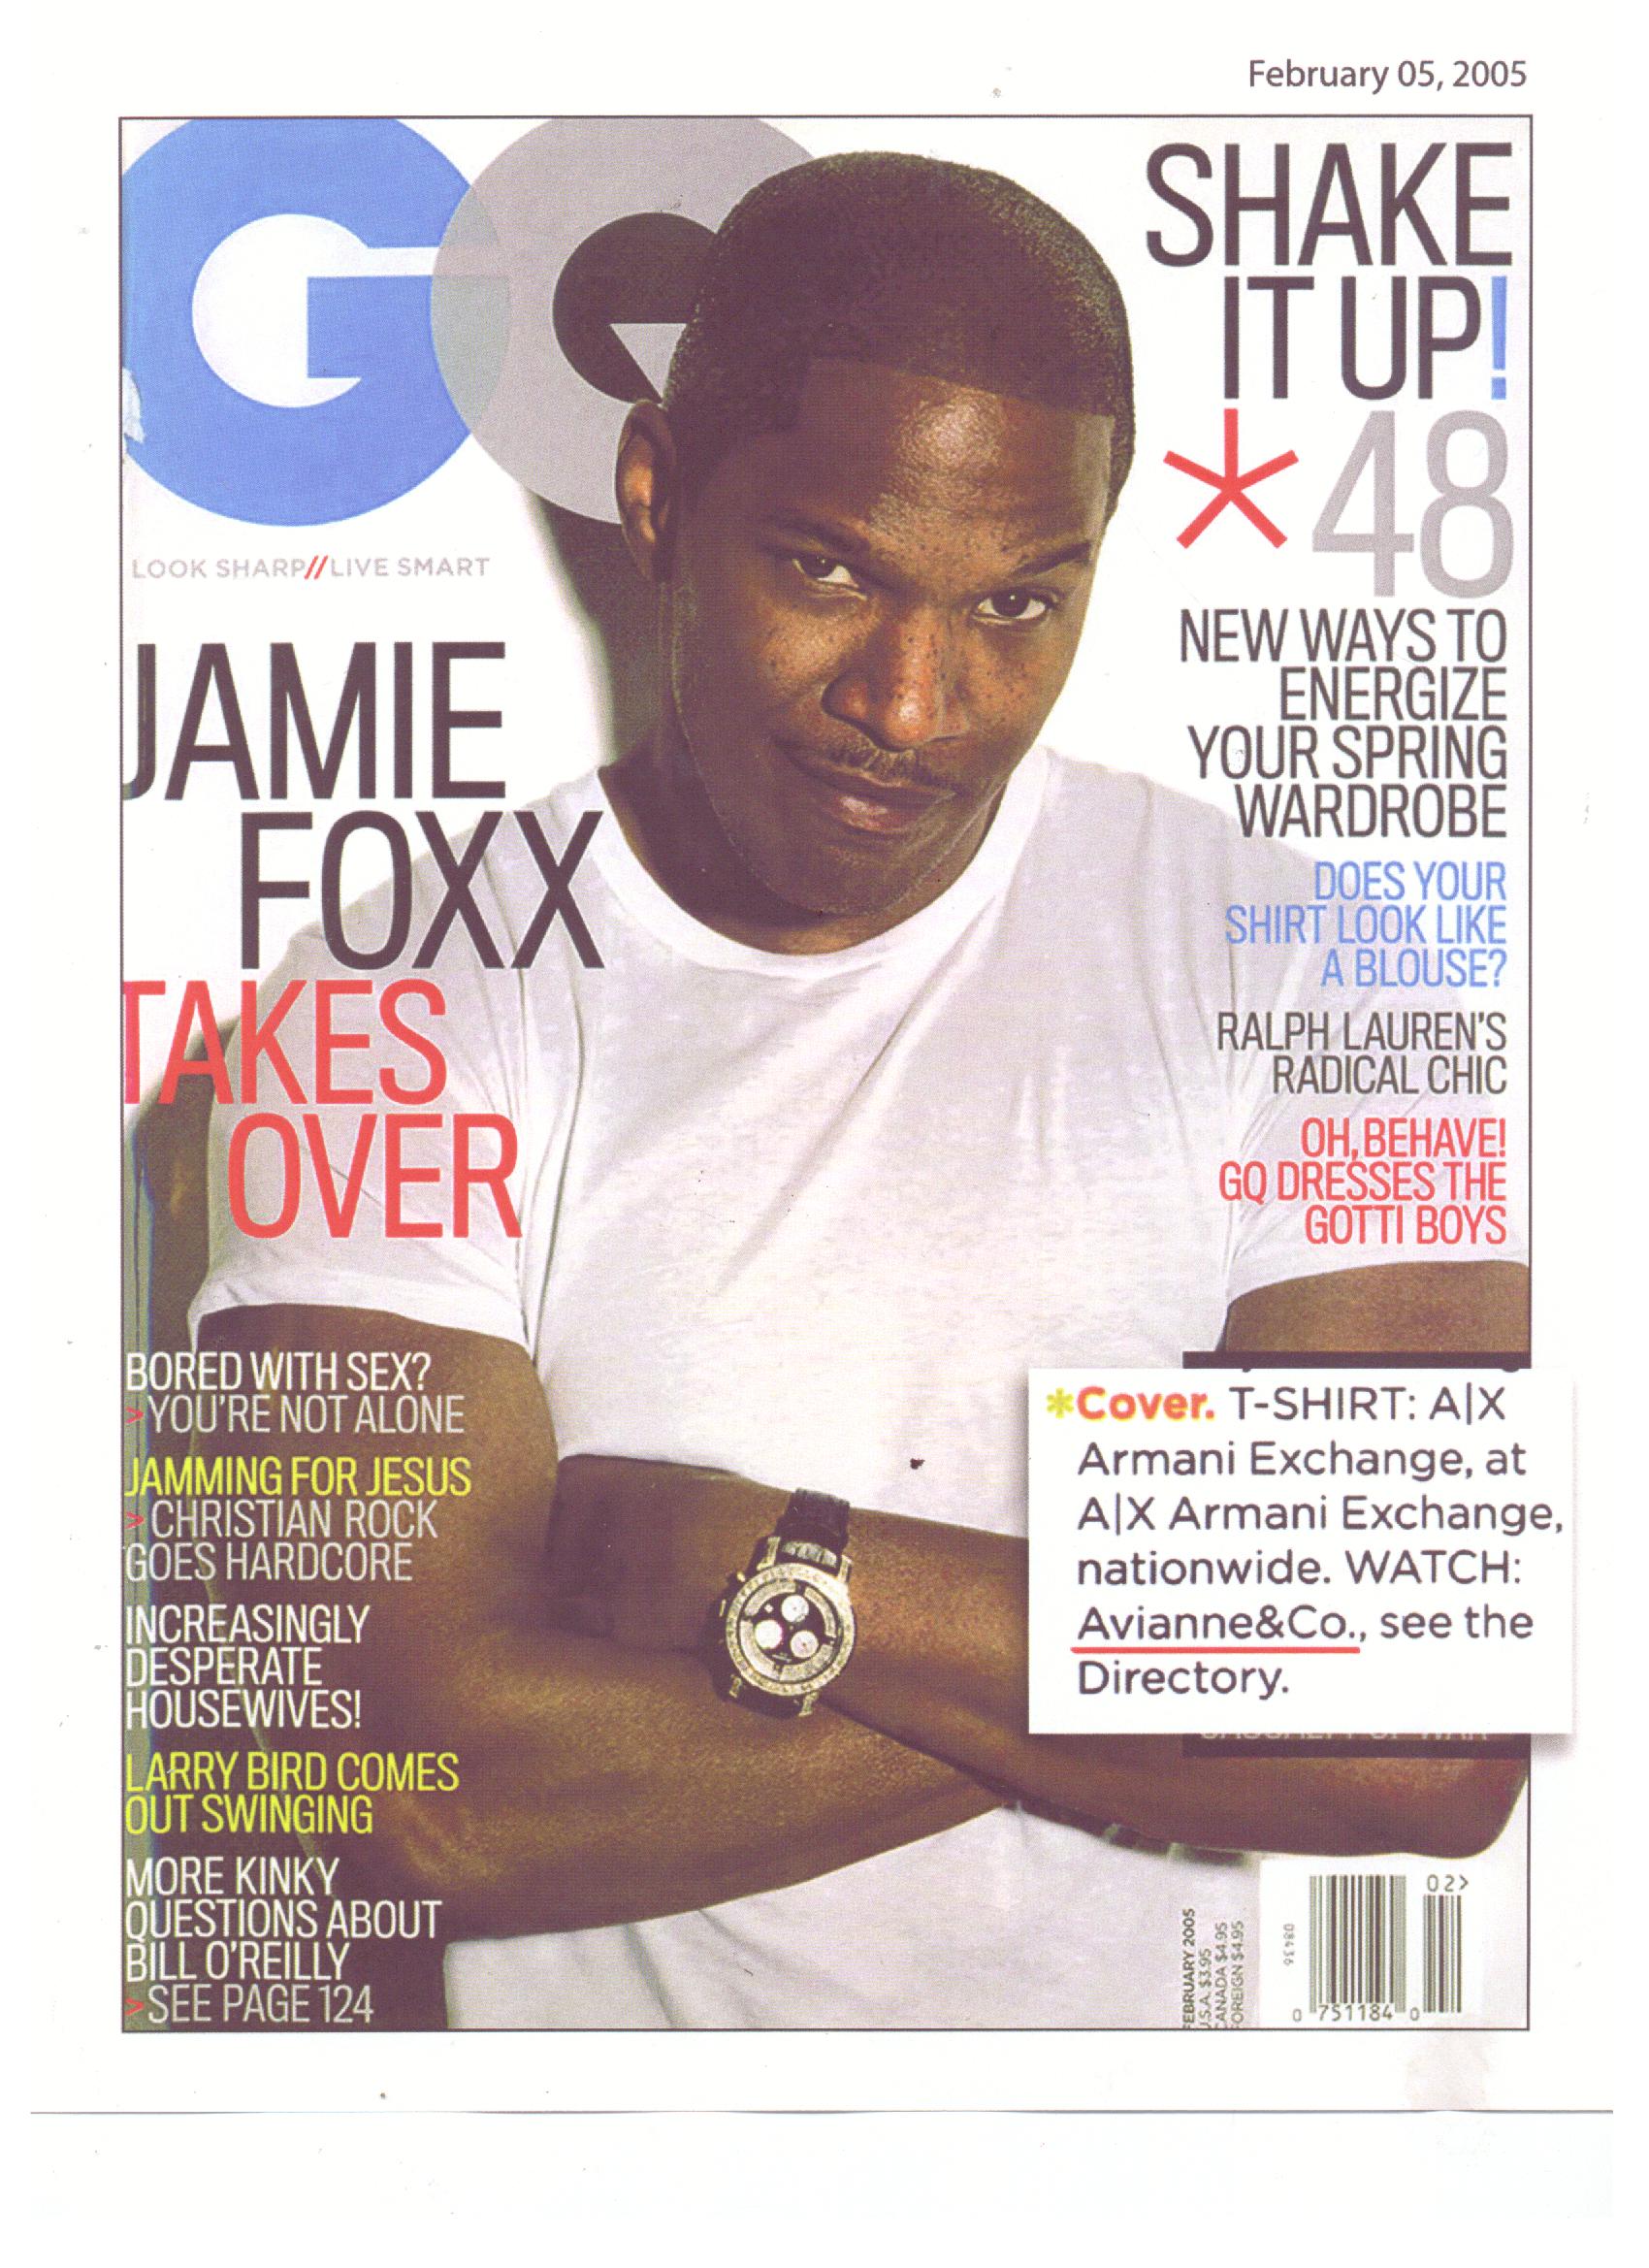 February 05, 2005
GQ
LOOK SHARP//LIVE SMART
JAMIE
FOXX
TAKES
OVER
BORED WITH SEX?
> YOU'RE NOT ALONE
JAMMING FOR JESUS
> CHRISTIAN ROCK
GOES HARDCORE
INCREASINGLY
DESPERATE
HOUSEWIVES!
LARRY BIRD COMES
OUT SWINGING
MORE KINKY
QUESTIONS ABOUT
BILL O'REILLY
> SEE PAGE 124
SHAKE
IT UP!
*48
NEW WAYS TO
ENERGIZE
YOUR SPRING
WARDROBE
DOES YOUR
SHIRT LOOK LIKE
A BLOUSE?
RALPH LAUREN'S
RADICAL CHIC
OH, BEHAVE!
GQ DRESSES THE
GOTTI BOYS
*Cover. T-SHIRT: A|X
Armani Exchange, at
A|X Armani Exchange,
nationwide. WATCH:
Avianne&Co., see the
Directory.
CASUALTY OF WAR
FEBRUARY 2005
U.S.A. $3.95
CANADA $4.95
FOREIGN $4.95
02>
08436
0 751184 0